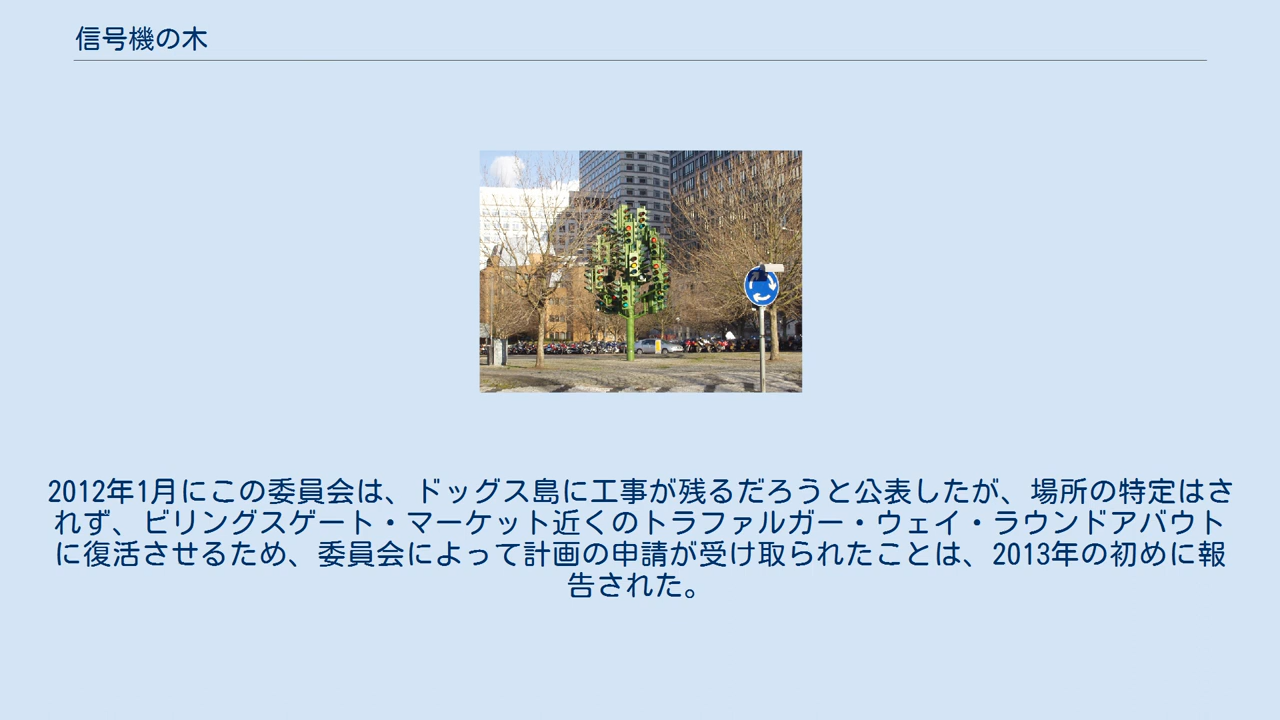 信号機の木
2012年1月にこの委員会は、ドッグス島に工事が残るだろうと公表したが、場所の特定はさ
れず、ビリングスゲート・マーケット近くのトラファルガー・ウェイ・ラウンドアバウト
に復活させるため、委員会によって計画の申請が受け取られたことは、2013年の初めに報
告された。